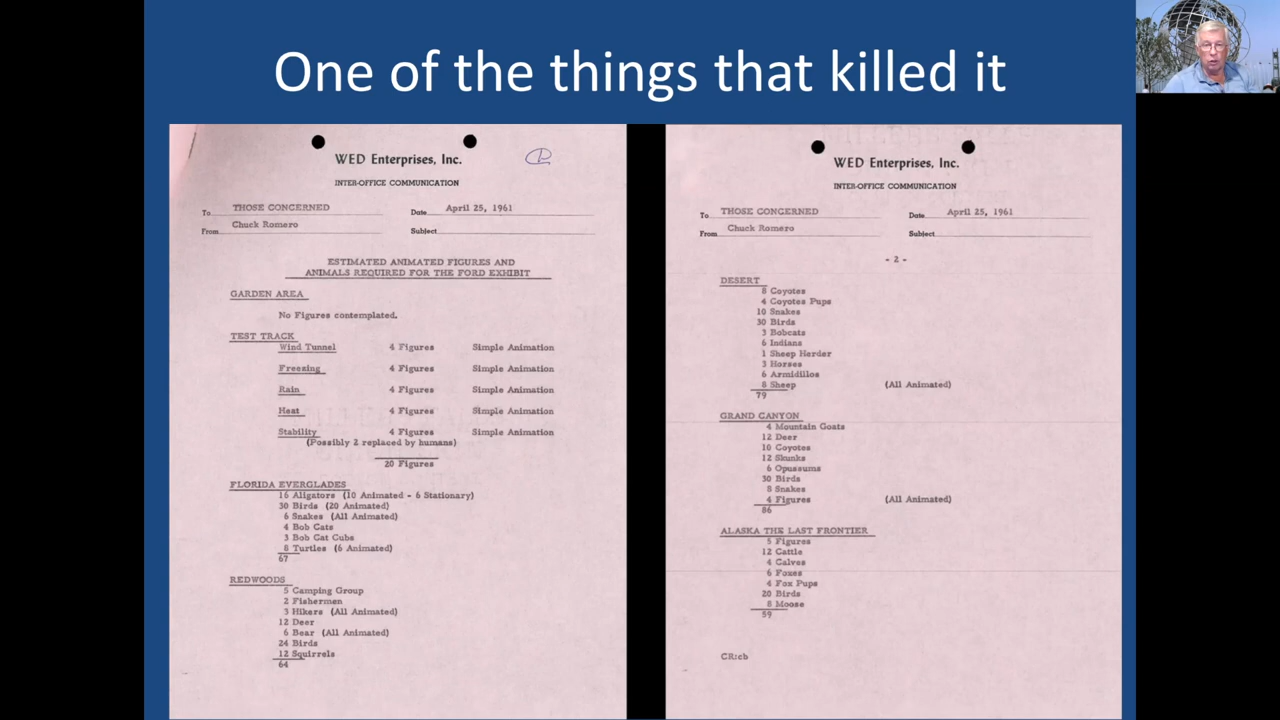 One of the things that killed it
WED Enterprises, Inc.
INTER-OFFICE COMMUNICATION
To THOSE CONCERNED Date April 25, 1961
From Chuck Romero Subject
ESTIMATED ANIMATED FIGURES AND
ANIMALS REQUIRED FOR THE FORD EXHIBIT
GARDEN AREA
No Figures contemplated.
TEST TRACK
Wind Tunnel 4 Figures Simple Animation
Freezing 4 Figures Simple Animation
Rain 4 Figures Simple Animation
Heat 4 Figures Simple Animation
Stability 4 Figures Simple Animation
(Possibly 2 replaced by humans)
20 Figures
FLORIDA EVERGLADES
16 Aligators (10 Animated - 6 Stationary)
30 Birds (20 Animated)
6 Snakes (All Animated)
4 Bob Cats
3 Bob Cat Cubs
8 Turtles (6 Animated)
67
REDWOODS
5 Camping Group
2 Fishermen
3 Hikers (All Animated)
12 Deer
6 Bear (All Animated)
24 Birds
12 Squirrels
64
WED Enterprises, Inc.
INTER-OFFICE COMMUNICATION
To THOSE CONCERNED Date April 25, 1961
From Chuck Romero Subject
- 2 -
DESERT
8 Coyotes
4 Coyotes Pups
10 Snakes
30 Birds
3 Bobcats
6 Indians
1 Sheep Herder
3 Horses
6 Armidillos
8 Sheep (All Animated)
79
GRAND CANYON
4 Mountain Goats
12 Deer
10 Coyotes
12 Skunks
6 Opussums
30 Birds
8 Snakes
4 Figures (All Animated)
86
ALASKA THE LAST FRONTIER
5 Figures
12 Cattle
4 Calves
6 Foxes
4 Fox Pups
20 Birds
8 Moose
59
CR:cb